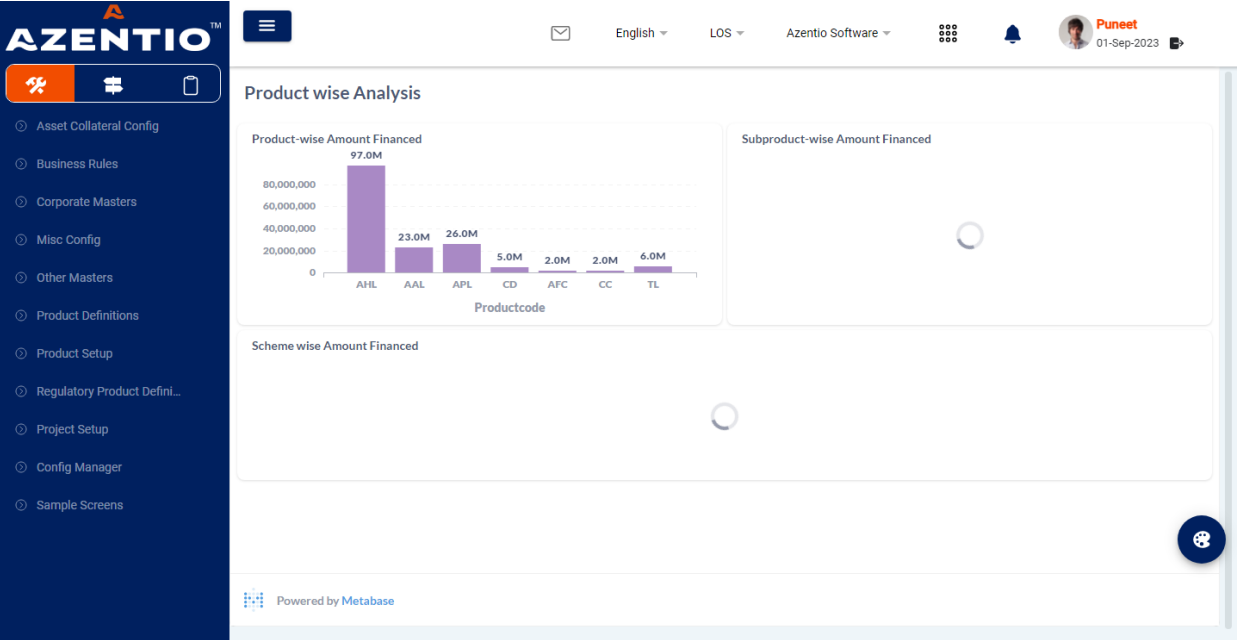 AZENTIO™
English
LOS
Azentio Software
Puneet
01-Sep-2023
Asset Collateral Config
Business Rules
Corporate Masters
Misc Config
Other Masters
Product Definitions
Product Setup
Regulatory Product Defini...
Project Setup
Config Manager
Sample Screens
Product wise Analysis
Product-wise Amount Financed
97.0M
80,000,000
60,000,000
40,000,000
20,000,000
0
23.0M
26.0M
5.0M
2.0M
2.0M
6.0M
AHL AAL APL CD AFC CC TL
Productcode
Subproduct-wise Amount Financed
Scheme wise Amount Financed
Powered by Metabase